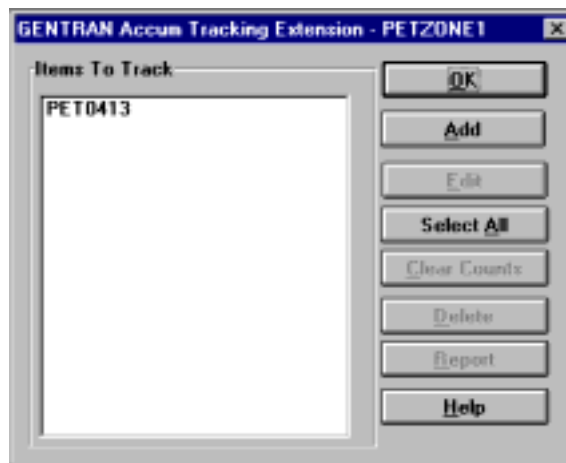 GENTRAN Accum Tracking Extension - PETZONE1
Items To Track
PET0413
OK
Add
Edit
Select All
Clear Counts
Delete
Report
Help